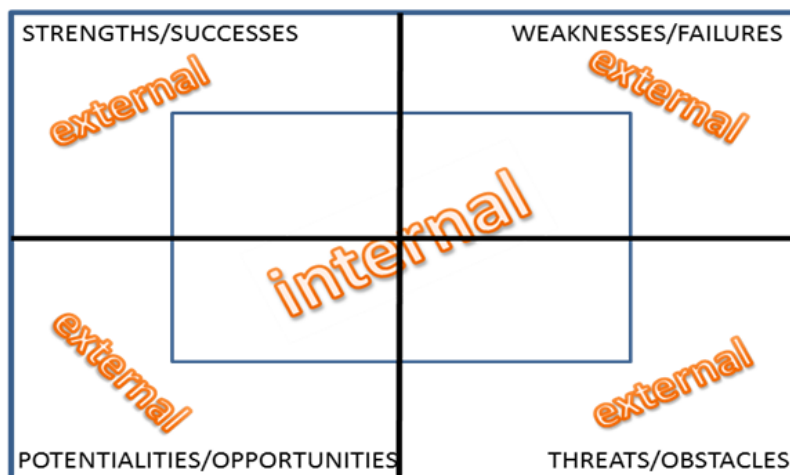 STRENGTHS/SUCCESSES
WEAKNESSES/FAILURES
external
external
internal
external
external
POTENTIALITIES/OPPORTUNITIES
THREATS/OBSTACLES